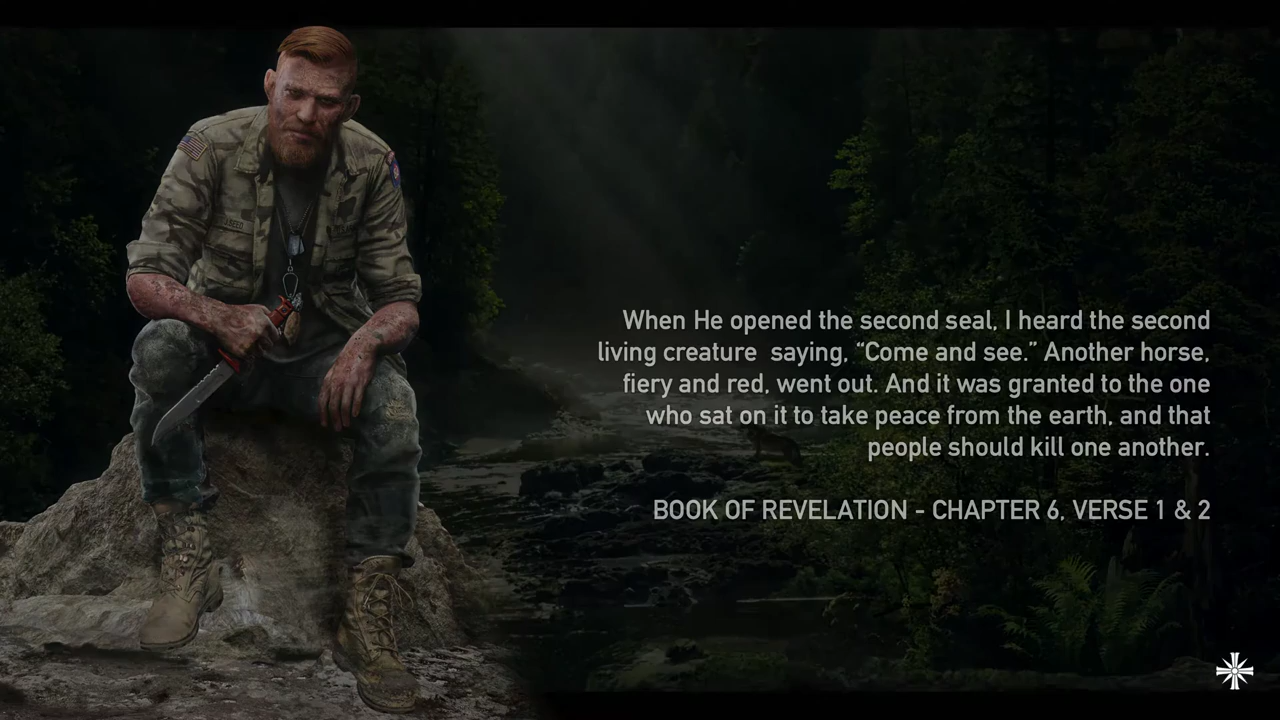 When He opened the second seal, I heard the second
living creature  saying, “Come and see.” Another horse,
fiery and red, went out. And it was granted to the one
who sat on it to take peace from the earth, and that
people should kill one another.
BOOK OF REVELATION - CHAPTER 6, VERSE 1 & 2